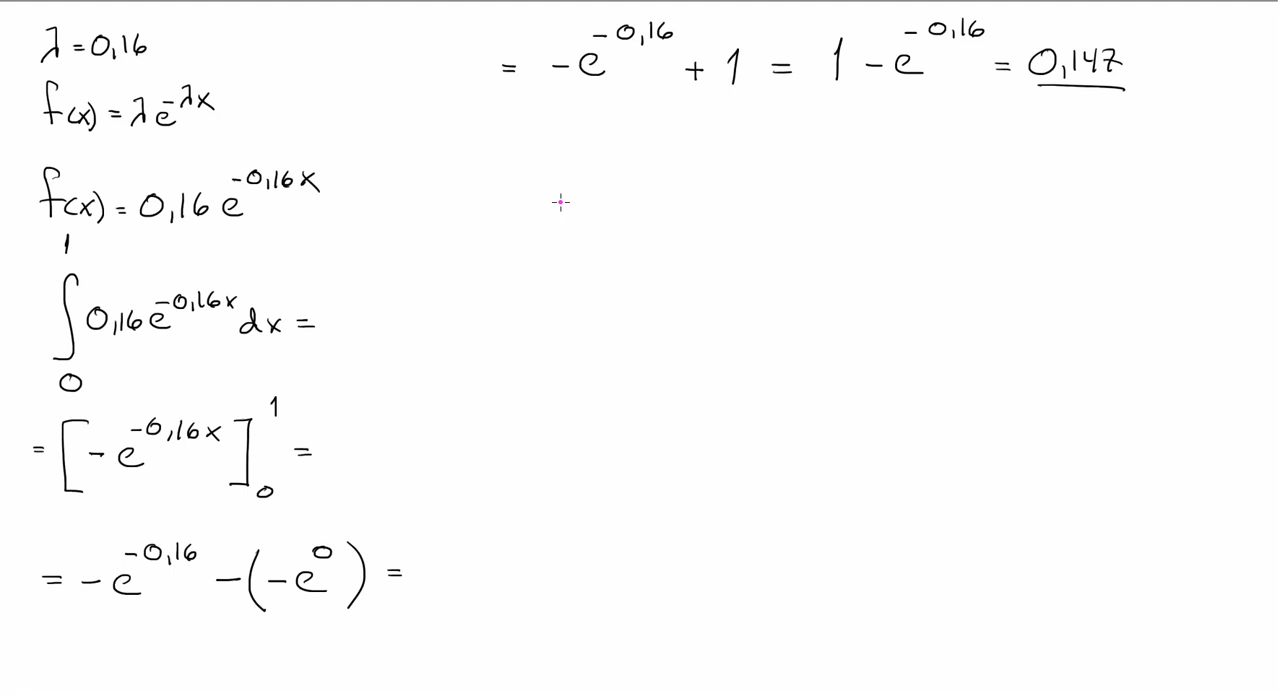 λ = 0,16
f(x) = λe^{-λx}
f(x) = 0,16 e^{-0,16x}
∫_0^1 0,16 e^{-0,16x} dx =
= [-e^{-0,16x}]_0^1 =
= -e^{-0,16} - (-e^0) =
= -e^{-0,16} + 1 = 1 - e^{-0,16} = 0,147